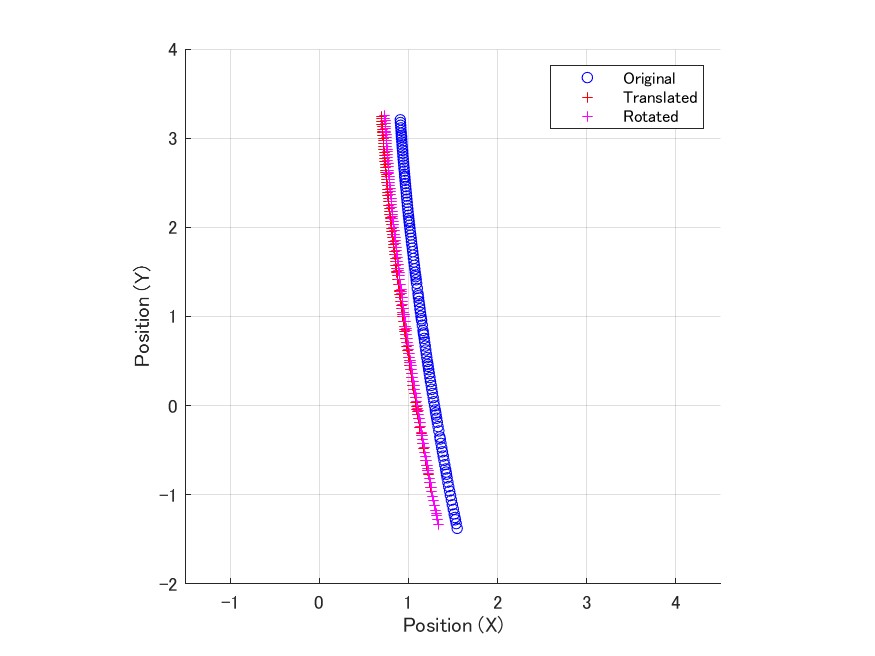 4
3
2
1
0
−1
−2
−1
0
1
2
3
4
Position (X)
Position (Y)
Original
Translated
Rotated